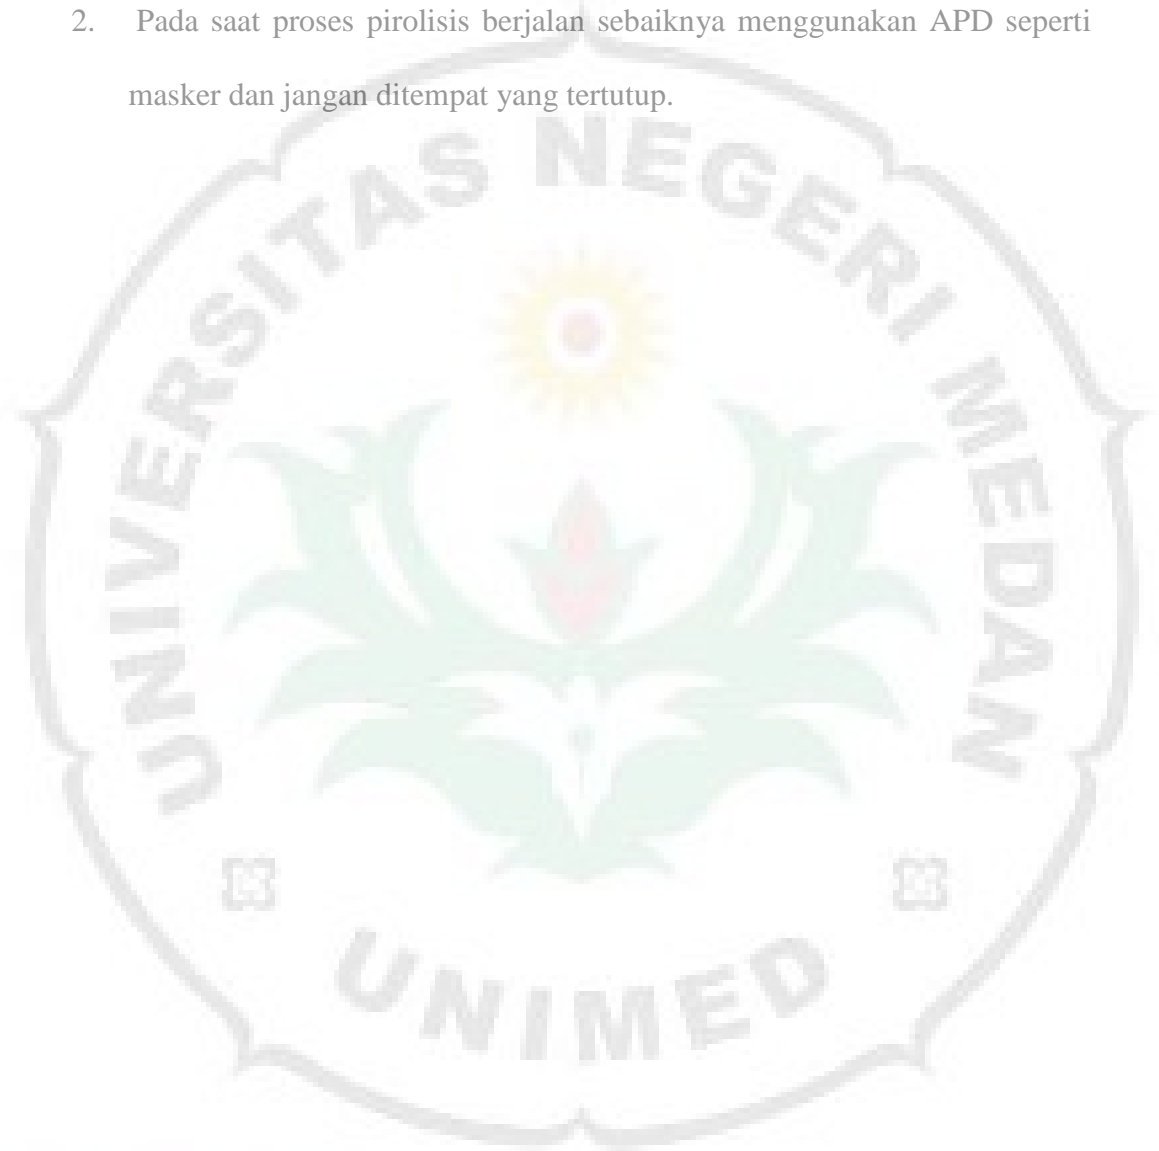 2. Pada saat proses pirolisis berjalan sebaiknya menggunakan APD seperti
masker dan jangan ditempat yang tertutup.
UNIVERSITAS NEGERI MEDAN
UNIMED